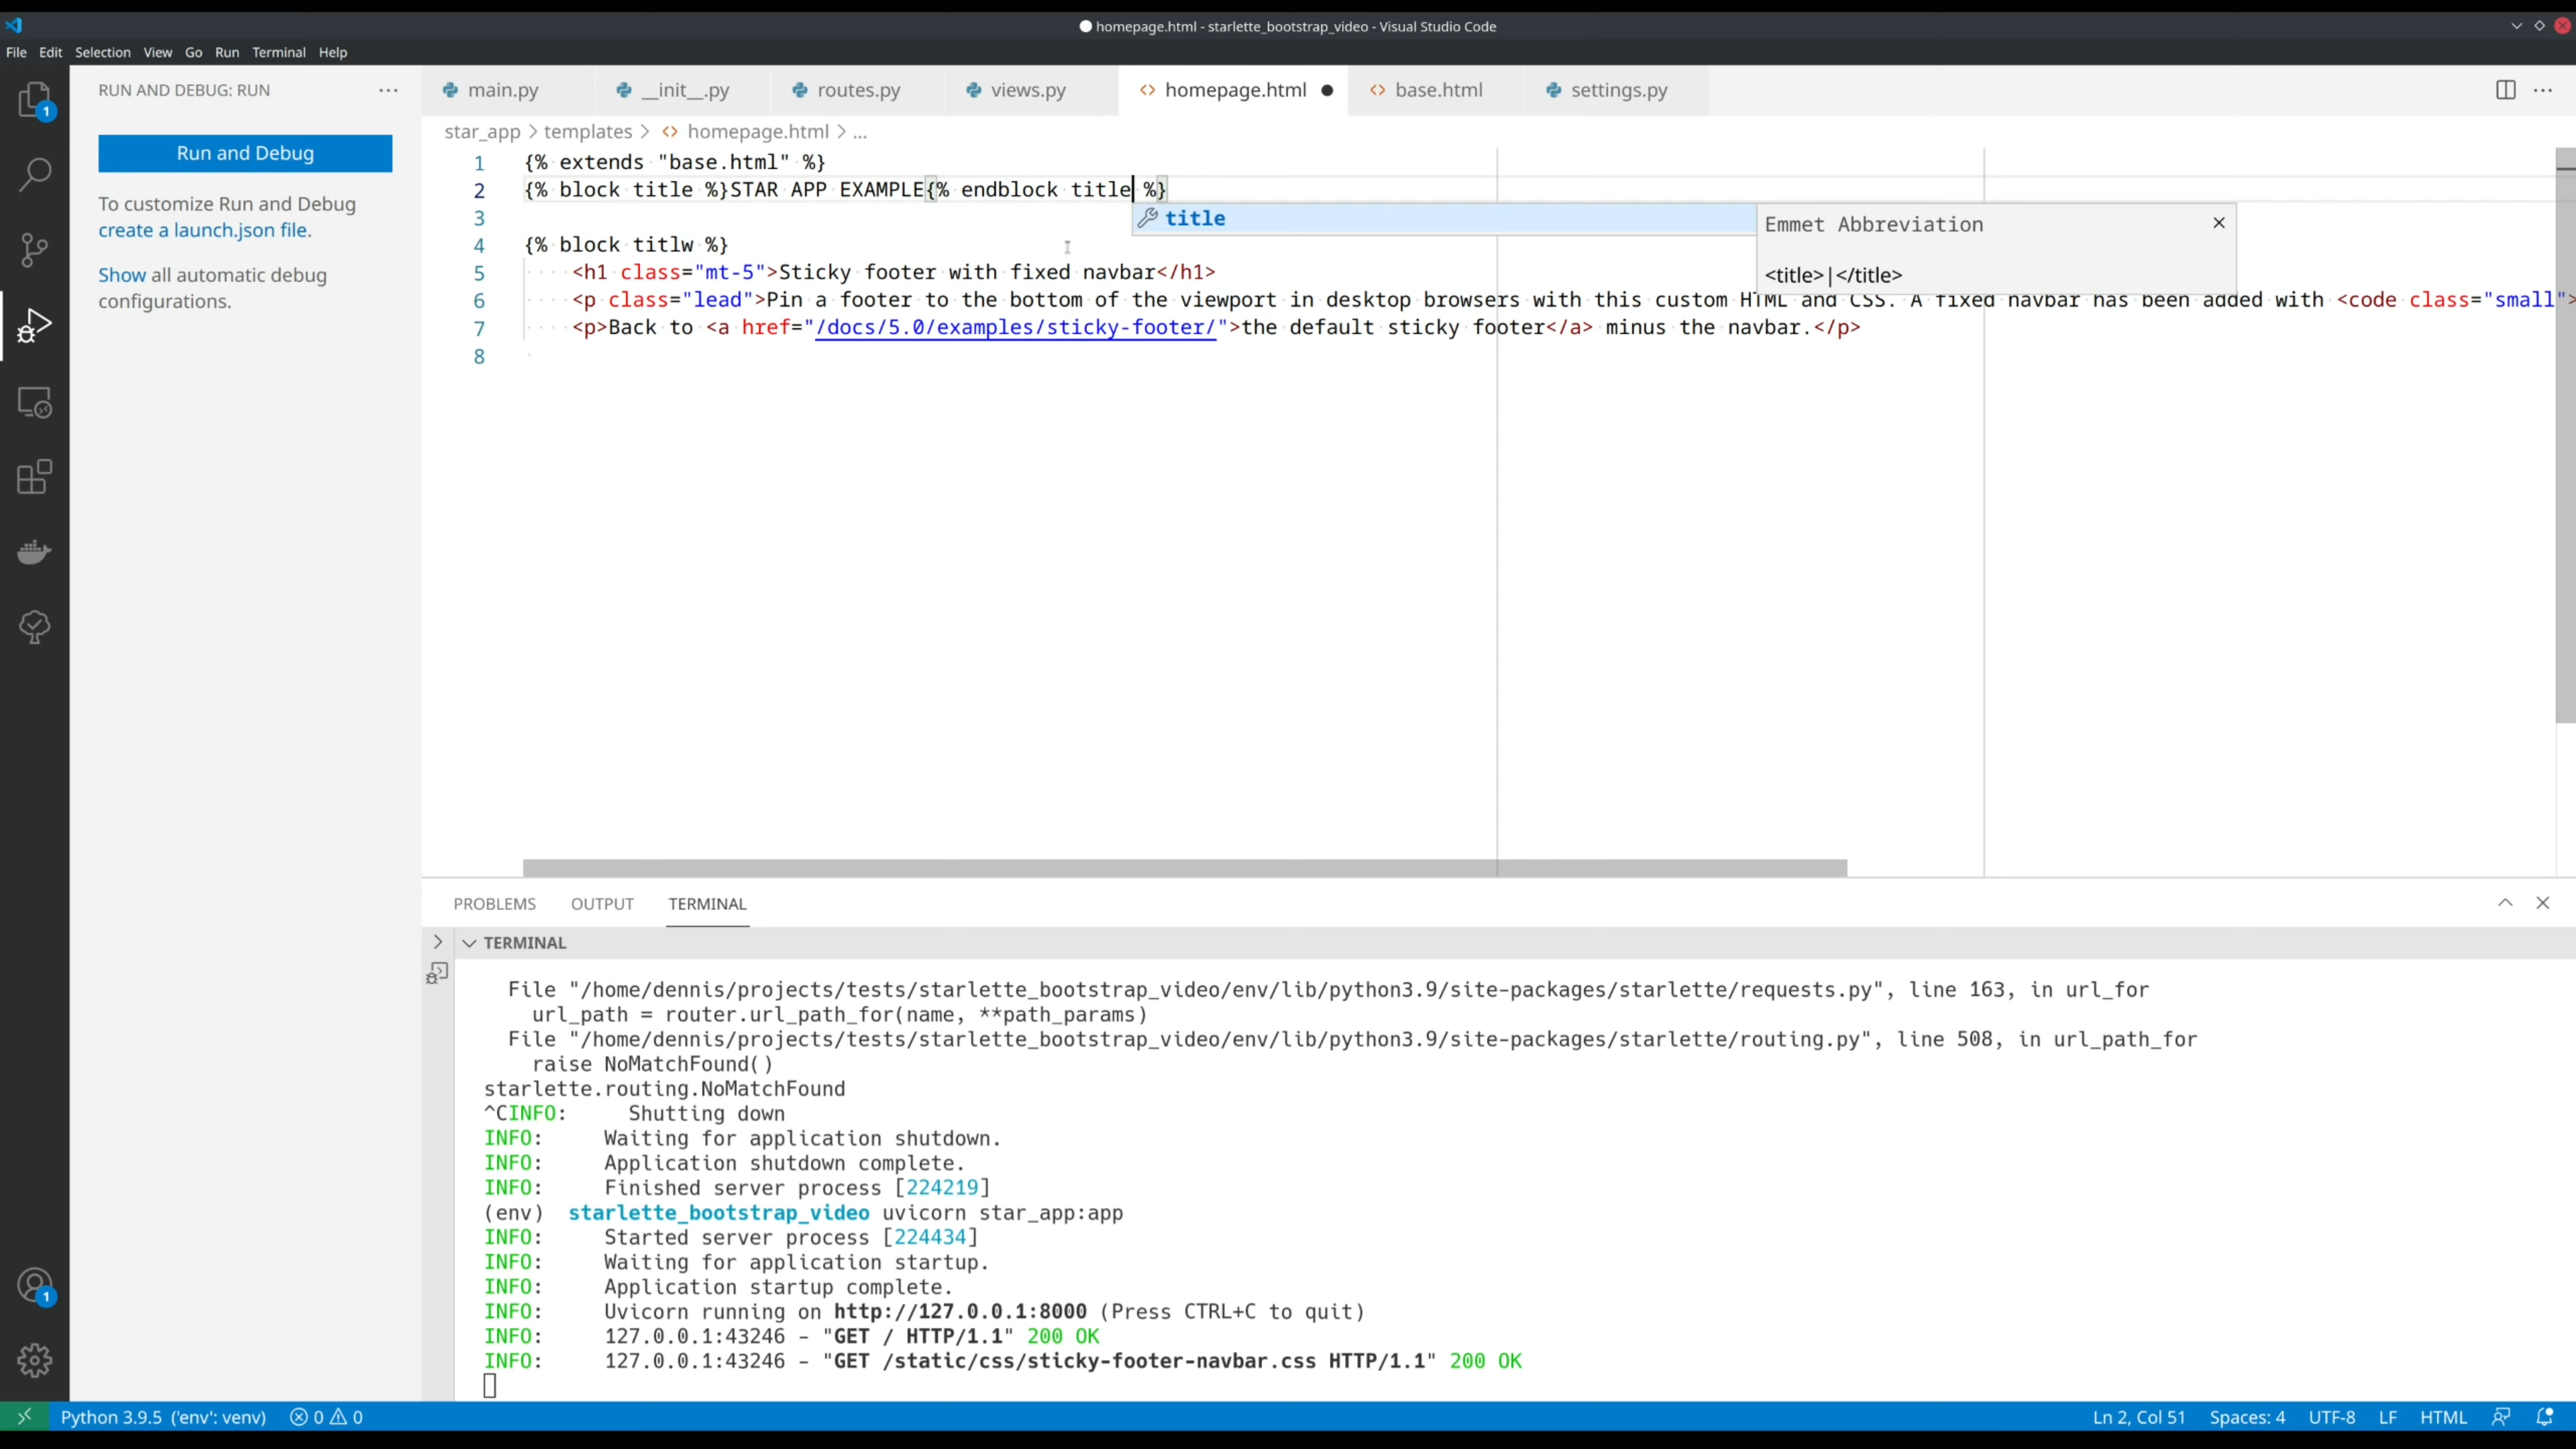 homepage.html - starlette_bootstrap_video - Visual Studio Code
File Edit Selection View Go Run Terminal Help
RUN AND DEBUG: RUN
main.py __init__.py routes.py views.py homepage.html base.html settings.py
star_app > templates > homepage.html > ...
Run and Debug
To customize Run and Debug
create a launch.json file.
Show all automatic debug
configurations.
1 {% extends "base.html" %}
2 {% block title %}STAR APP EXAMPLE{% endblock title %}
title
Emmet Abbreviation
<title>|</title>
3
4 {% block titlw %}
5 <h1 class="mt-5">Sticky footer with fixed navbar</h1>
6 <p class="lead">Pin a footer to the bottom of the viewport in desktop browsers with this custom HTML and CSS. A fixed navbar has been added with <code class="small">
7 <p>Back to <a href="/docs/5.0/examples/sticky-footer/">the default sticky footer</a> minus the navbar.</p>
8
PROBLEMS OUTPUT TERMINAL
TERMINAL
File "/home/dennis/projects/tests/starlette_bootstrap_video/env/lib/python3.9/site-packages/starlette/requests.py", line 163, in url_for
url_path = router.url_path_for(name, **path_params)
File "/home/dennis/projects/tests/starlette_bootstrap_video/env/lib/python3.9/site-packages/starlette/routing.py", line 508, in url_path_for
raise NoMatchFound()
starlette.routing.NoMatchFound
^CINFO: Shutting down
INFO: Waiting for application shutdown.
INFO: Application shutdown complete.
INFO: Finished server process [224219]
(env) starlette_bootstrap_video uvicorn star_app:app
INFO: Started server process [224434]
INFO: Waiting for application startup.
INFO: Application startup complete.
INFO: Uvicorn running on http://127.0.0.1:8000 (Press CTRL+C to quit)
INFO: 127.0.0.1:43246 - "GET / HTTP/1.1" 200 OK
INFO: 127.0.0.1:43246 - "GET /static/css/sticky-footer-navbar.css HTTP/1.1" 200 OK
1
1
Python 3.9.5 ('env': venv) 0 0 Ln 2, Col 51 Spaces: 4 UTF-8 LF HTML